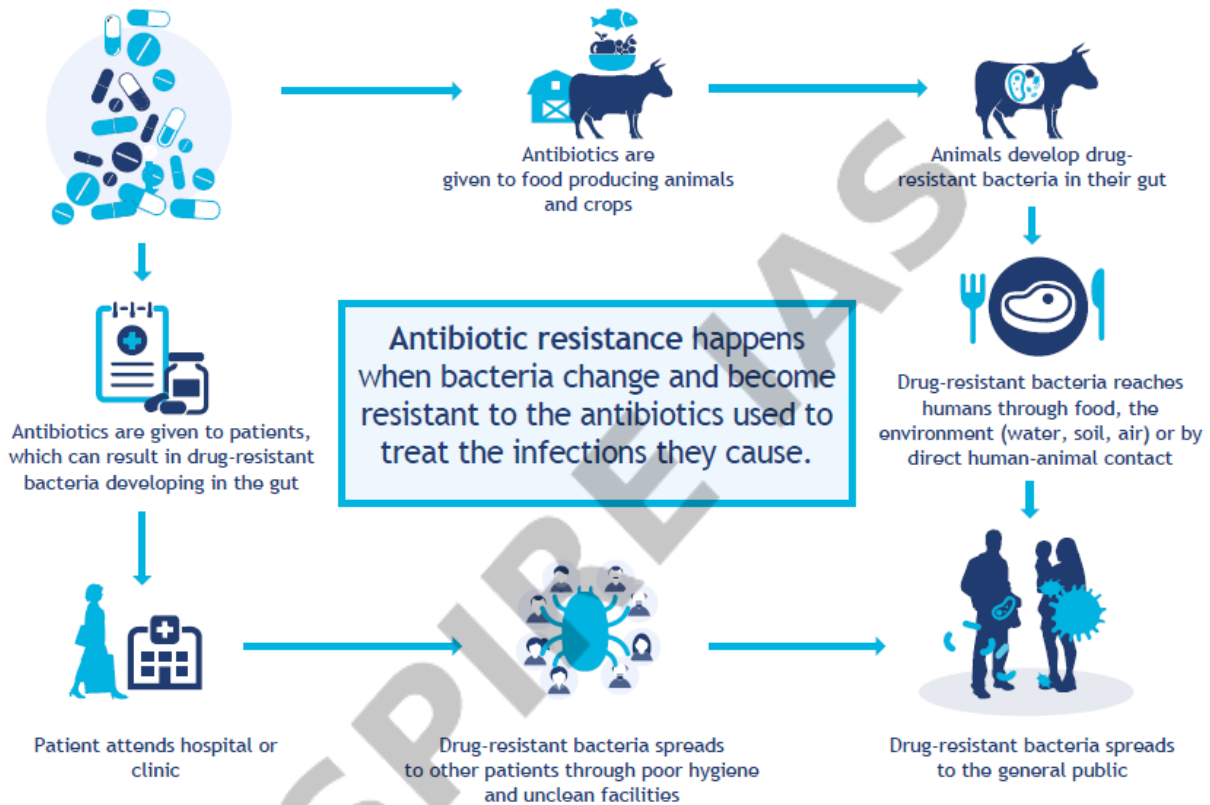 Antibiotics are
given to food producing animals
and crops
Animals develop drug-
resistant bacteria in their gut
Antibiotic resistance happens
when bacteria change and become
resistant to the antibiotics used to
treat the infections they cause.
Antibiotics are given to patients,
which can result in drug-resistant
bacteria developing in the gut
Drug-resistant bacteria reaches
humans through food, the
environment (water, soil, air) or by
direct human-animal contact
Patient attends hospital or
clinic
Drug-resistant bacteria spreads
to other patients through poor hygiene
and unclean facilities
Drug-resistant bacteria spreads
to the general public
SPIRE IAS